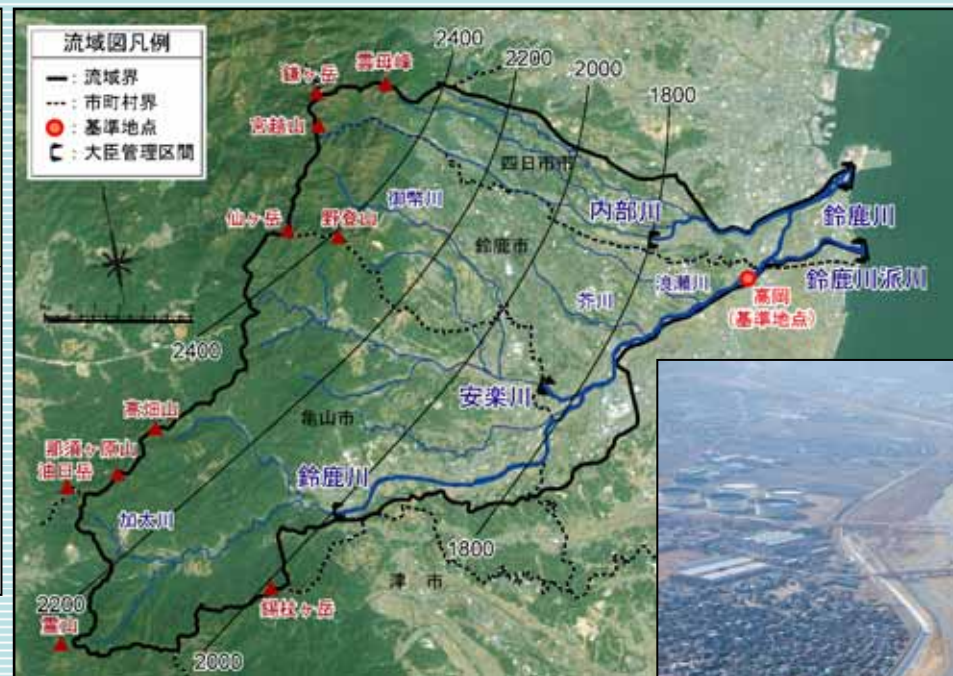 流域図凡例
：流域界
：市町村界
：基準地点
：大臣管理区間
2400
2200
2000
1800
雲母峰
鎌ヶ岳
宮越山
四日市市
御幣川
内部川
鈴鹿川
仙ヶ岳
野登山
鈴鹿市
鈴鹿川派川
浪瀬川
芥川
高岡
(基準地点)
2400
安楽川
高畑山
亀山市
那須ヶ原山
油日岳
鈴鹿川
加太川
1800
津市
錫杖ヶ岳
2200
霊山
2000